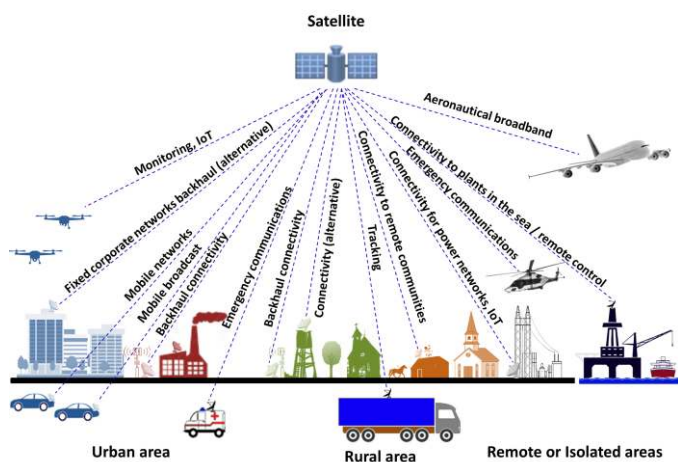 Satellite
Aeronautical broadband
Monitoring, IoT
Fixed corporate networks backhaul (alternative)
Mobile networks
Mobile broadcast
Backhaul connectivity
Emergency communications
Backhaul connectivity
Connectivity (alternative)
Tracking
Connectivity to remote communities
Connectivity for power networks, IoT
Emergency communications
Connectivity to plants in the sea / remote control
Urban area
Rural area
Remote or Isolated areas